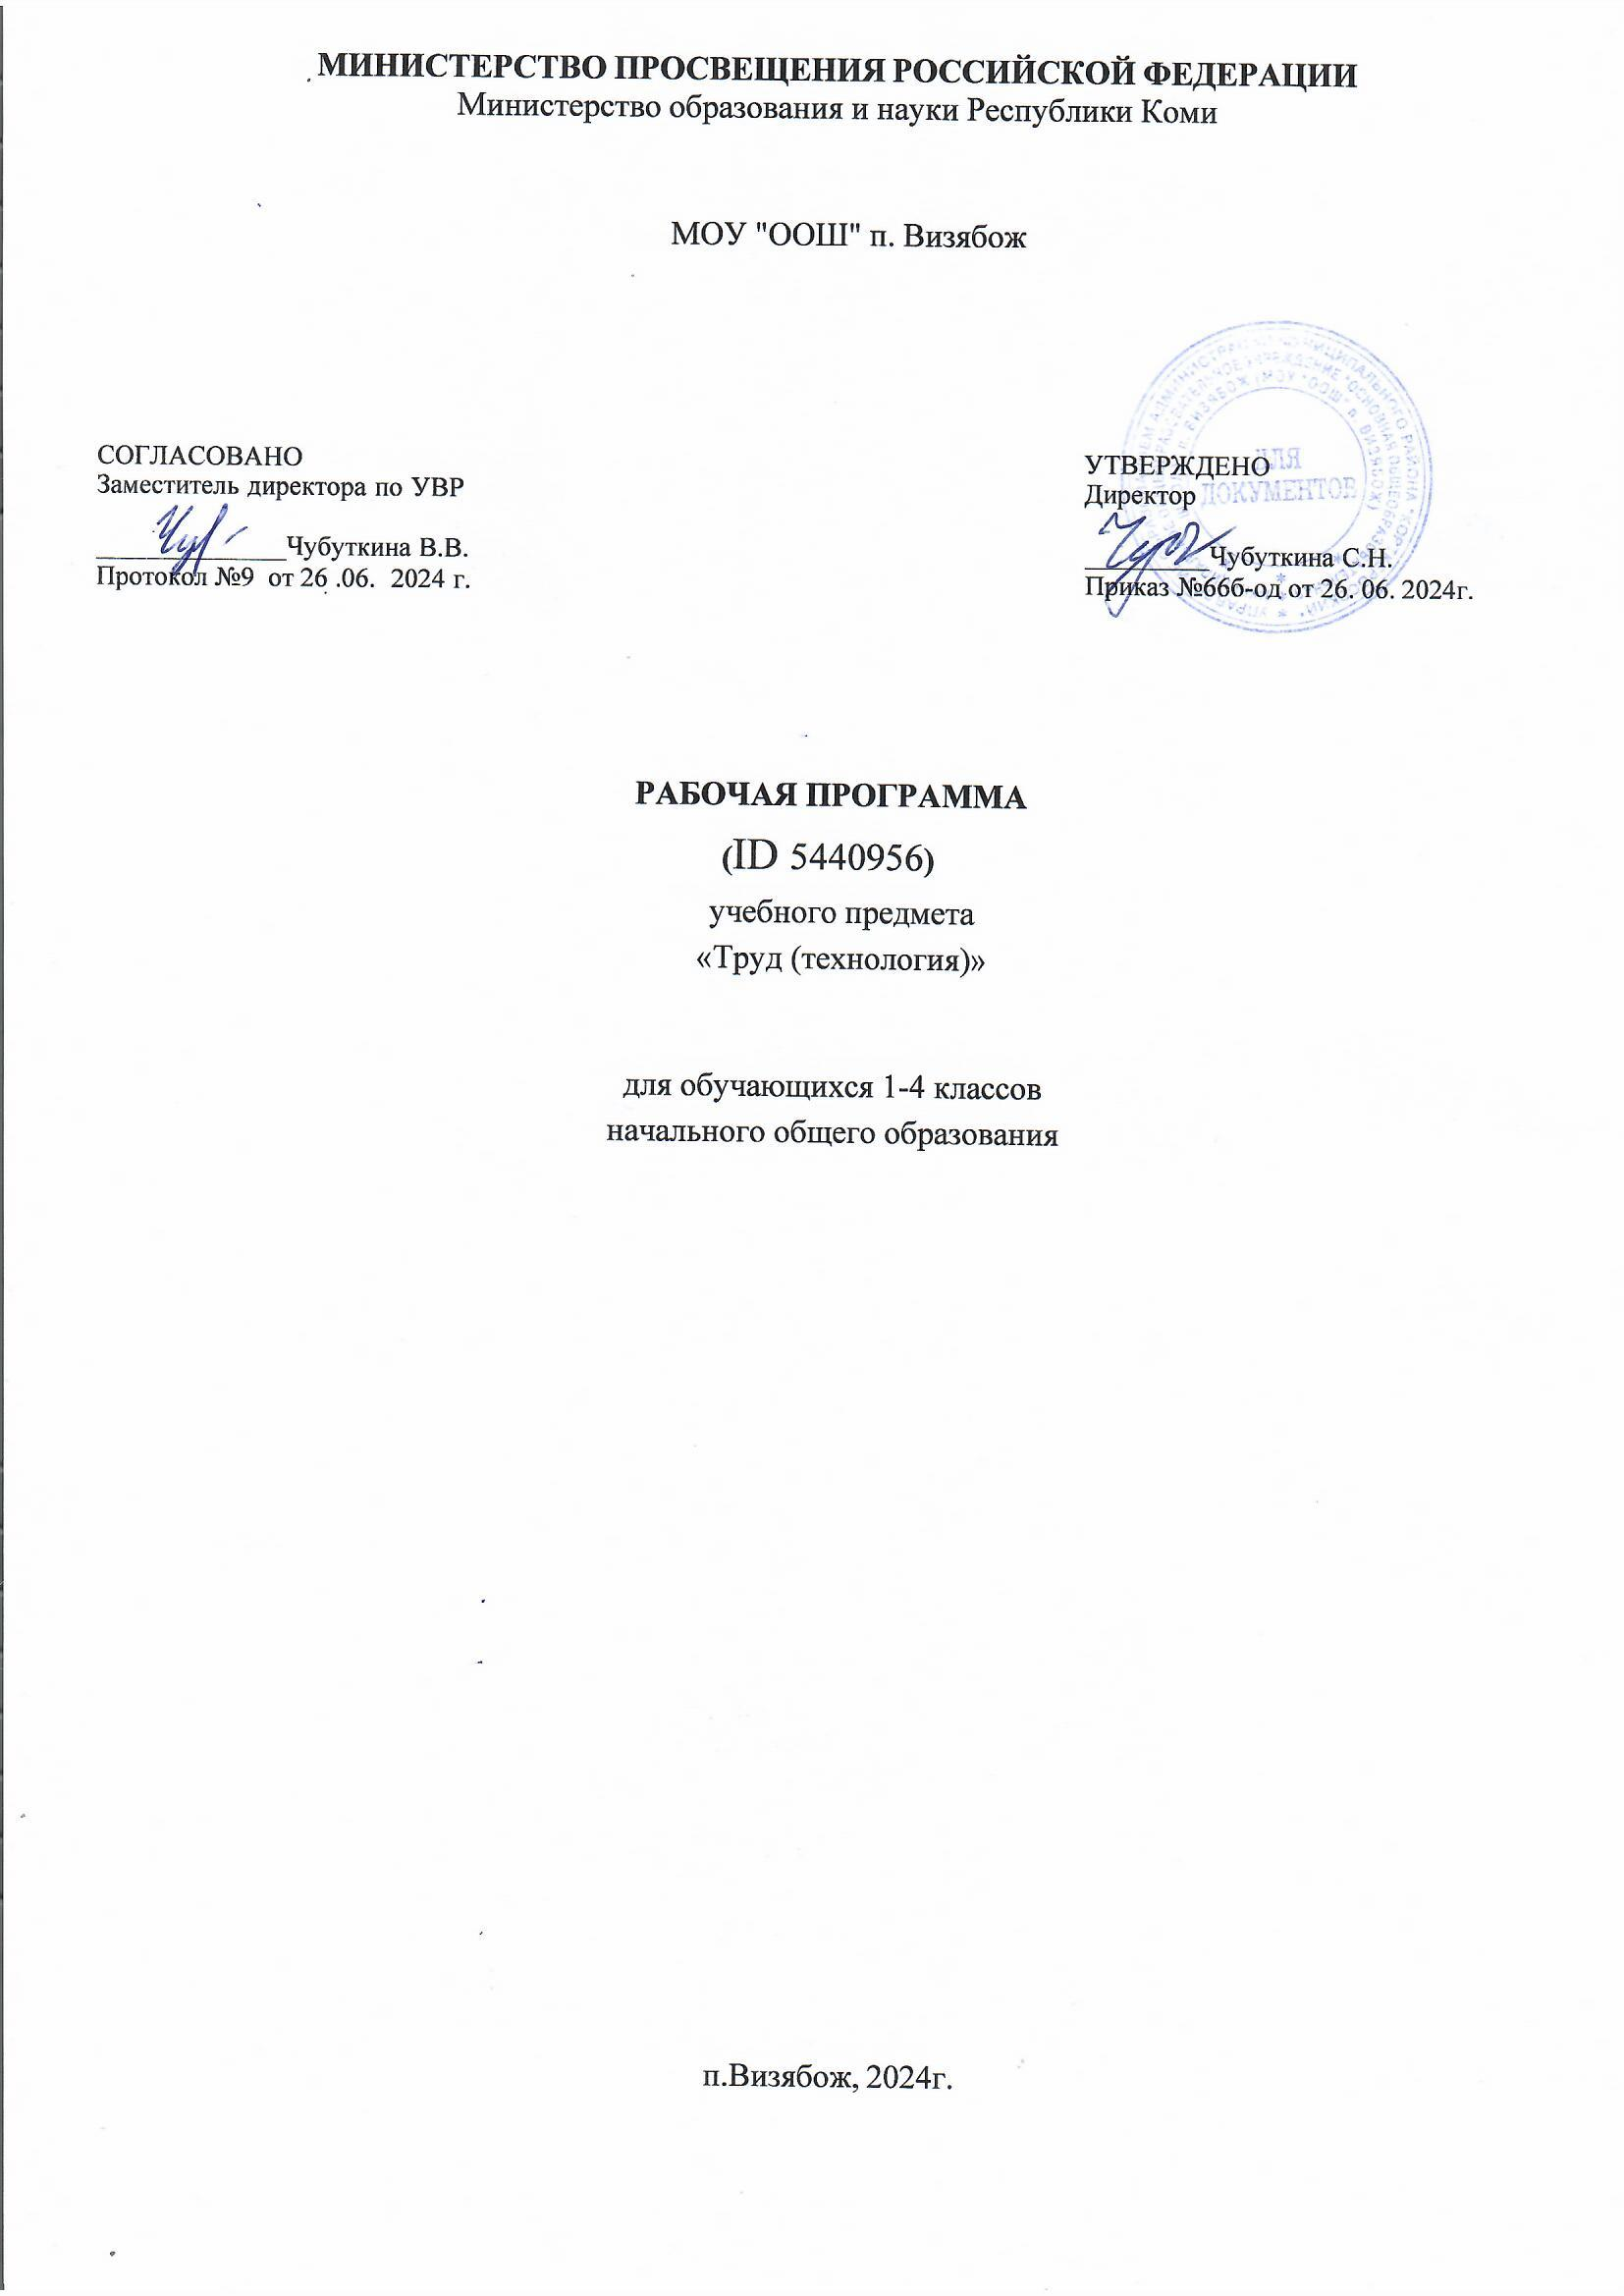 МИНИСТЕРСТВО ПРОСВЕЩЕНИЯ РОССИЙСКОЙ ФЕДЕРАЦИИ
Министерство образования и науки Республики Коми
МОУ "ООШ" п. Визябож
СОГЛАСОВАНО
Заместитель директора по УВР
Чубуткина В.В.
Протокол №9 от 26 .06. 2024 г.
УТВЕРЖДЕНО
Директор
Чубуткина С.Н.
Приказ №66б-од от 26. 06. 2024г.
ДЛЯ
ДОКУМЕНТОВ
РАБОЧАЯ ПРОГРАММА
(ID 5440956)
учебного предмета
«Труд (технология)»
для обучающихся 1-4 классов
начального общего образования
п.Визябож, 2024г.